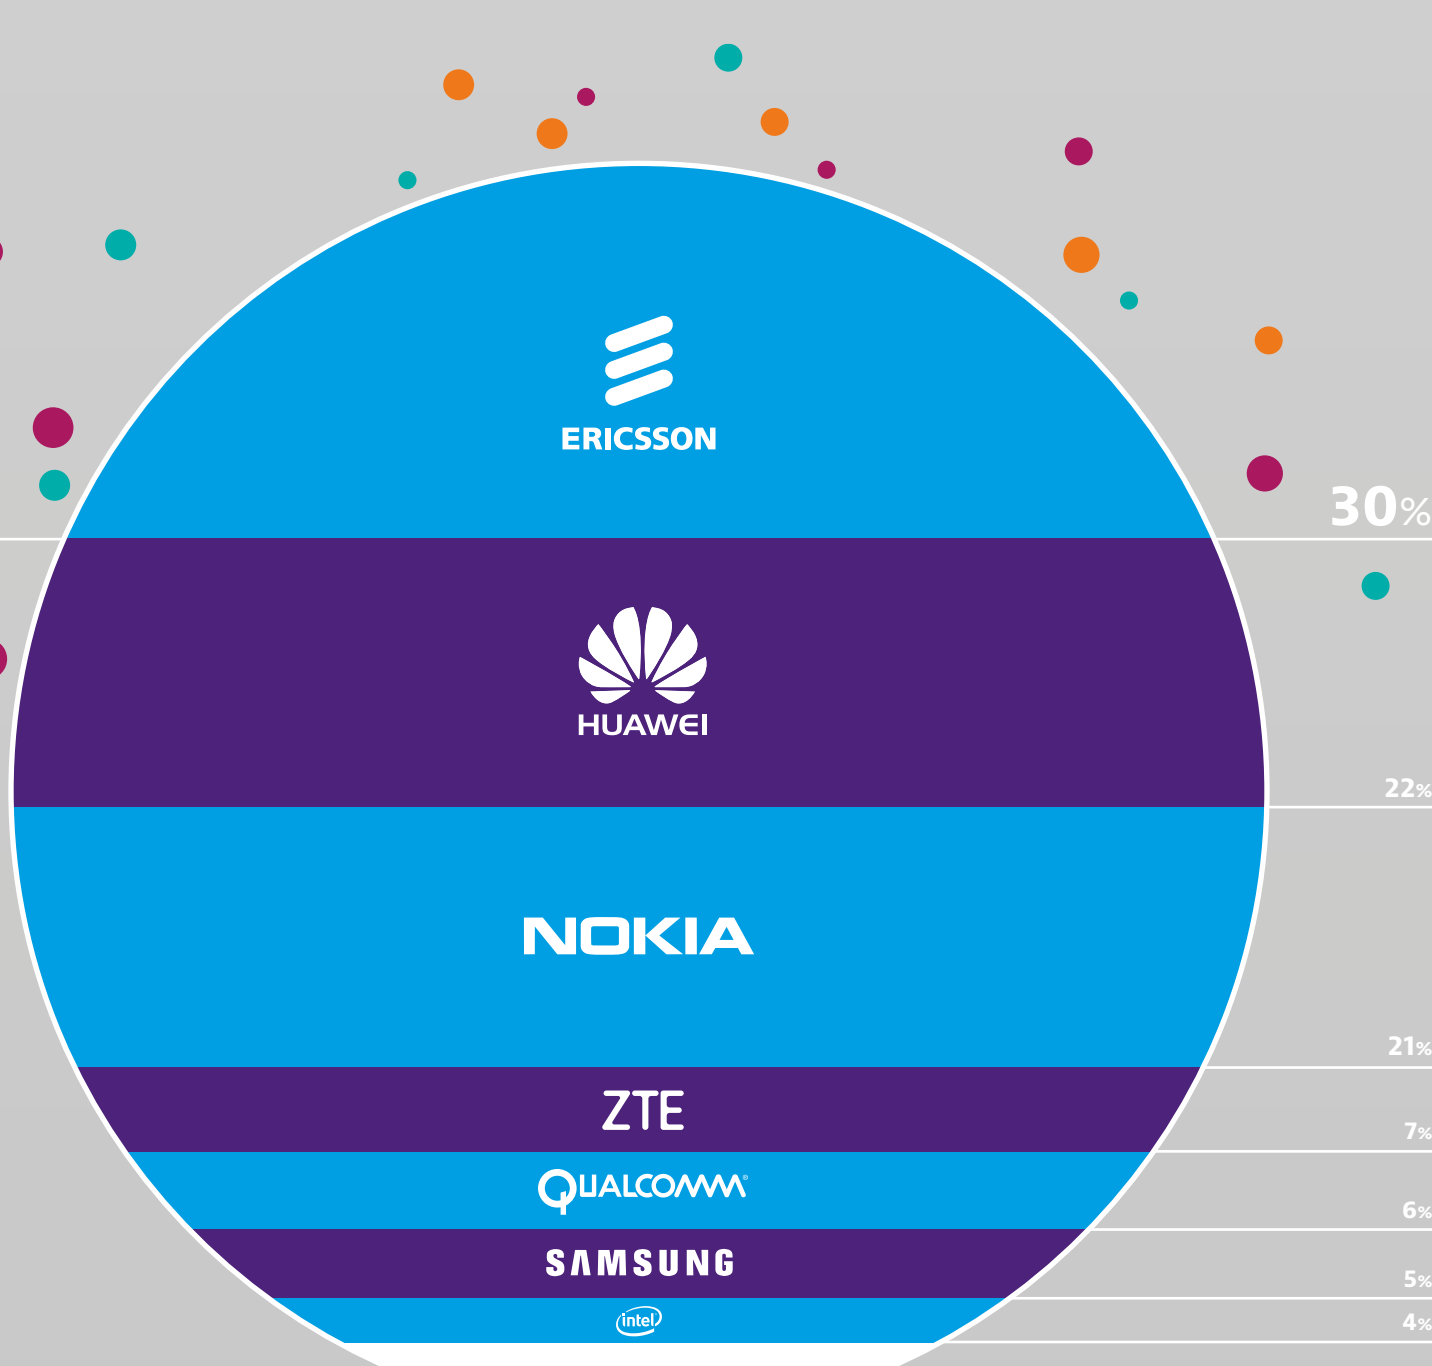 ERICSSON
30%
HUAWEI
22%
NOKIA
21%
ZTE
7%
QUALCOMM®
6%
SAMSUNG
5%
intel
4%